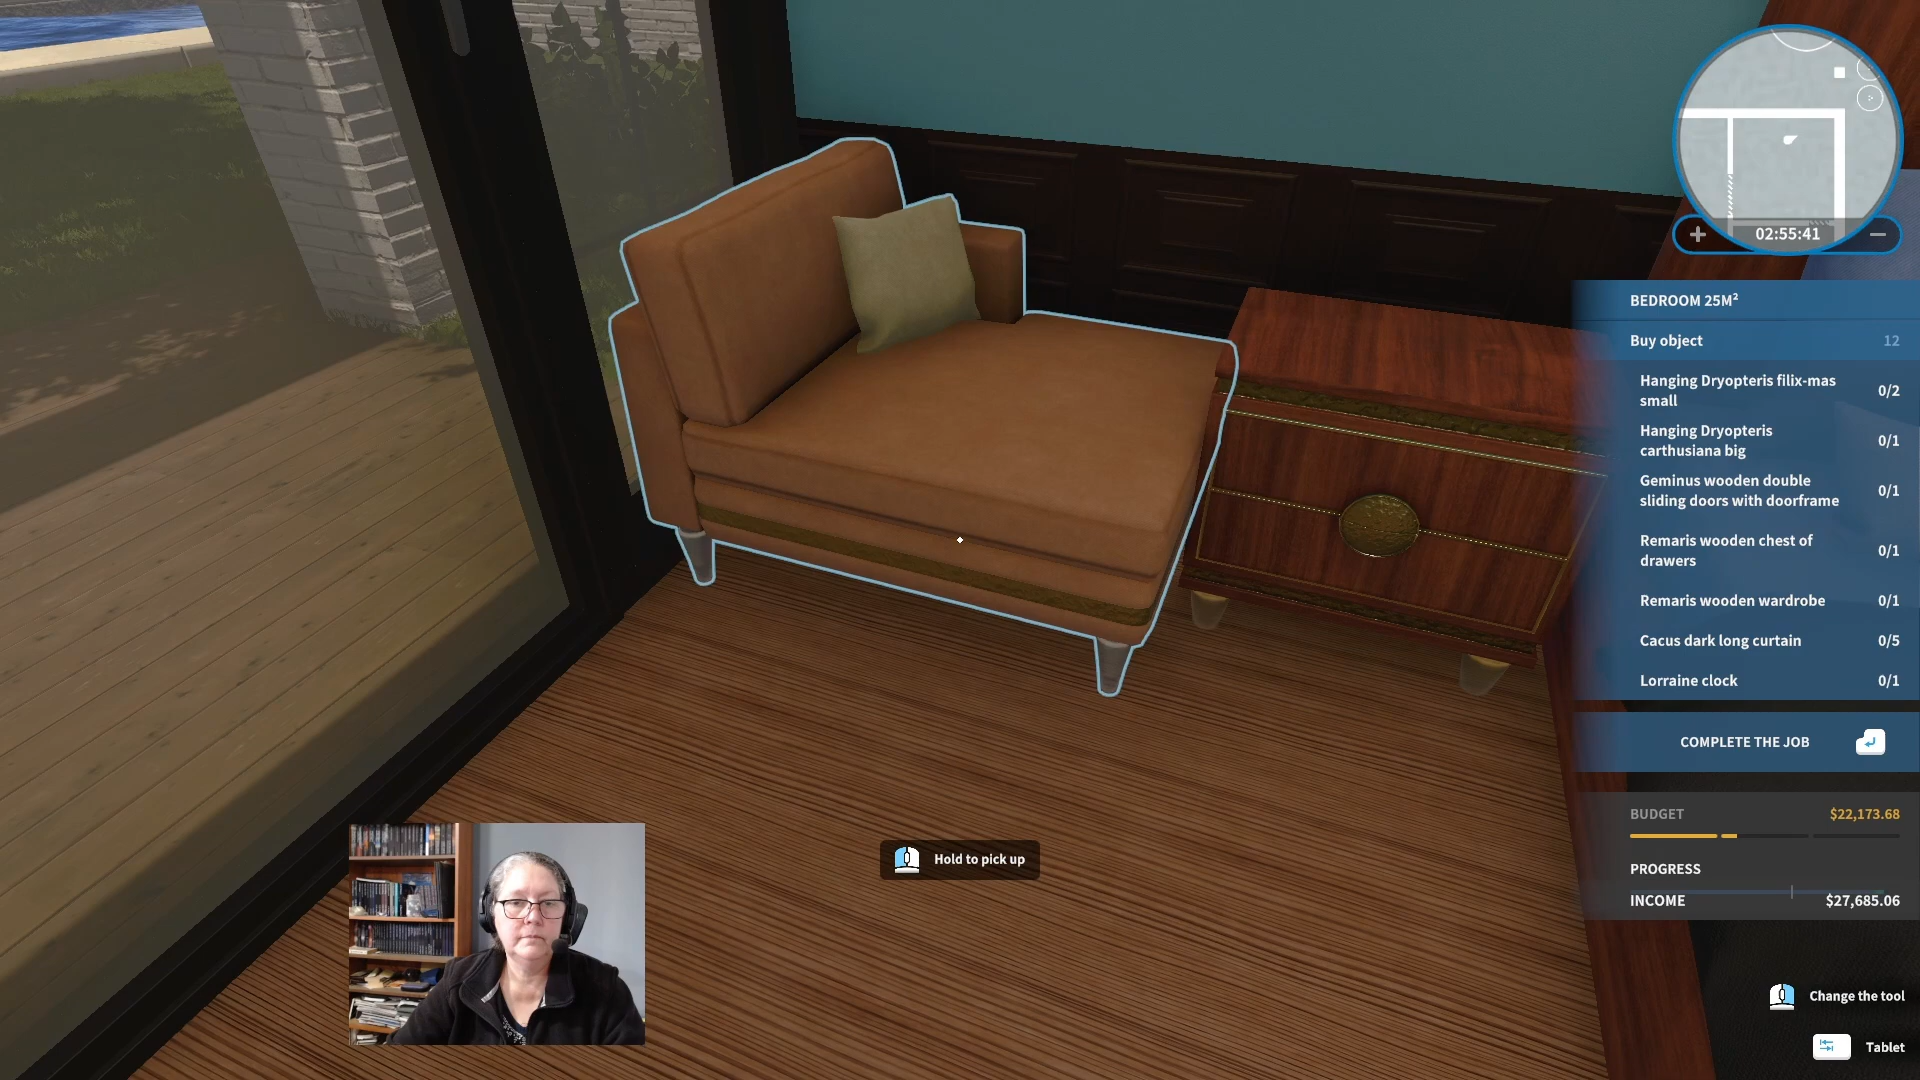 02:55:41
BEDROOM 25M²
Buy object 12
Hanging Dryopteris filix-mas
small 0/2
Hanging Dryopteris
carthusiana big 0/1
Geminus wooden double
sliding doors with doorframe 0/1
Remaris wooden chest of
drawers 0/1
Remaris wooden wardrobe 0/1
Cacus dark long curtain 0/5
Lorraine clock 0/1
COMPLETE THE JOB
BUDGET $22,173.68
Hold to pick up
PROGRESS
INCOME $27,685.06
Change the tool
Tablet